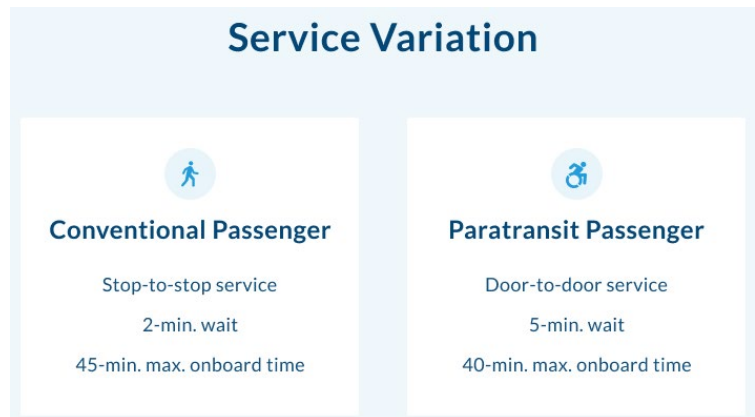 Service Variation
Conventional Passenger
Stop-to-stop service
2-min. wait
45-min. max. onboard time
Paratransit Passenger
Door-to-door service
5-min. wait
40-min. max. onboard time